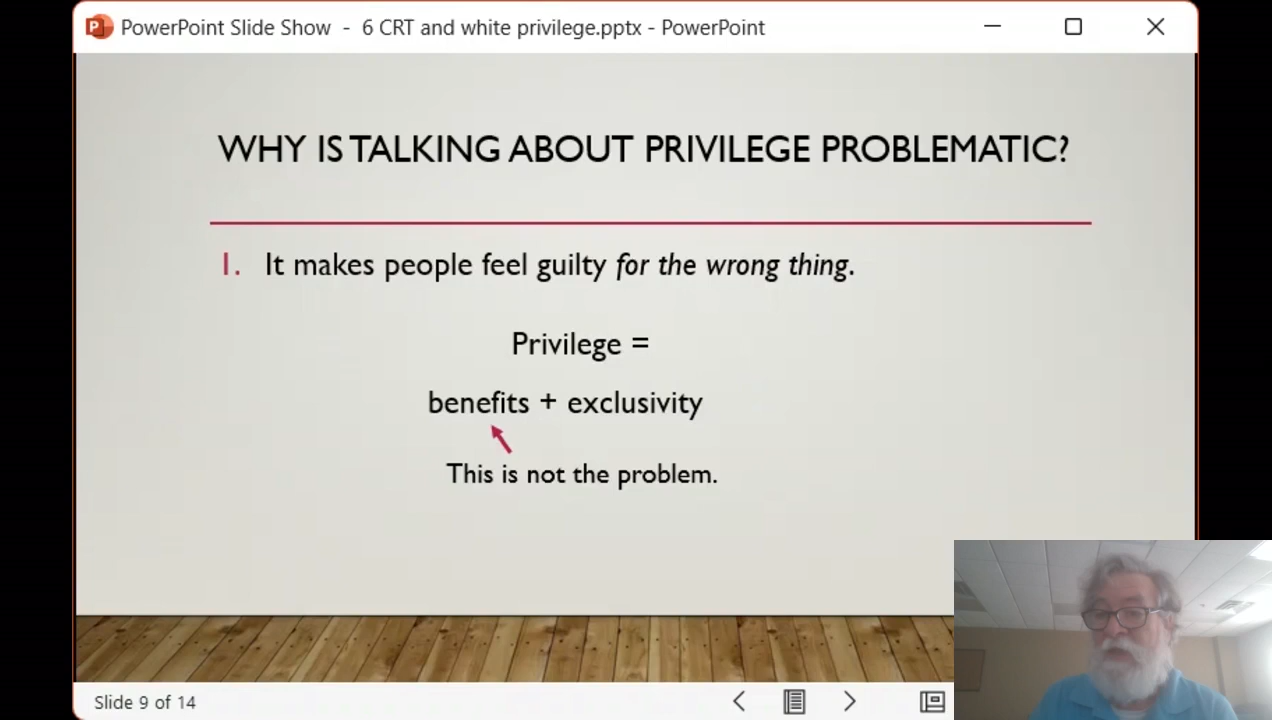 PowerPoint Slide Show - 6 CRT and white privilege.pptx - PowerPoint
WHY IS TALKING ABOUT PRIVILEGE PROBLEMATIC?
1. It makes people feel guilty for the wrong thing.
Privilege =
benefits + exclusivity
This is not the problem.
Slide 9 of 14